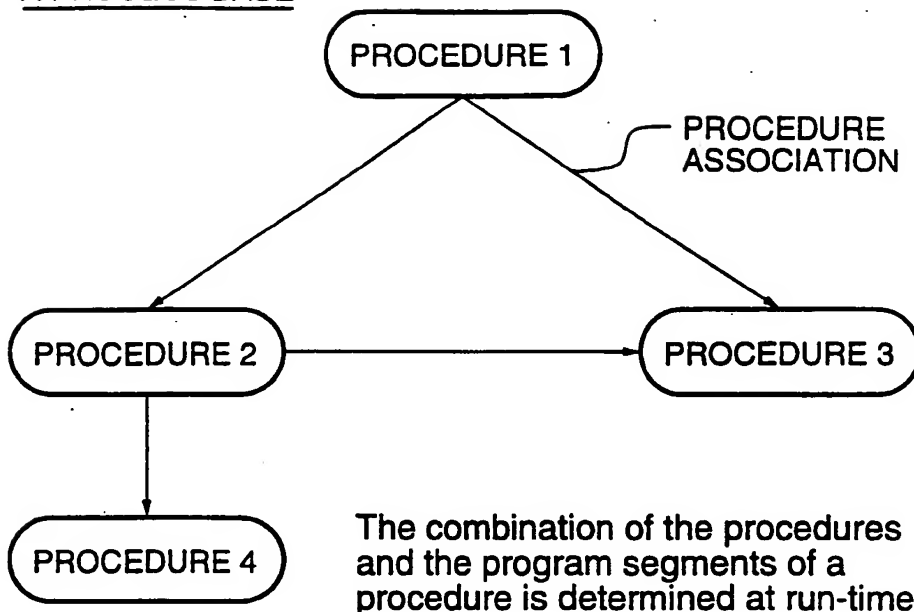 PROCEDURE 1
PROCEDURE
ASSOCIATION
PROCEDURE 2
PROCEDURE 3
PROCEDURE 4
The combination of the procedures
and the program segments of a
procedure is determined at run-time